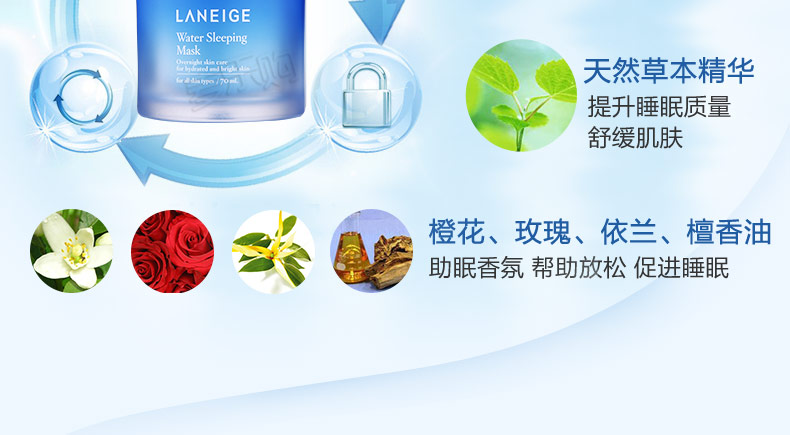 LANEIGE
Water Sleeping
Mask
Overnight skin cure
for hydrated and bright skin
for all skin types / 70 mL
天然草本精华
提升睡眠质量
舒缓肌肤
橙花、玫瑰、依兰、檀香油
助眠香氛 帮助放松 促进睡眠